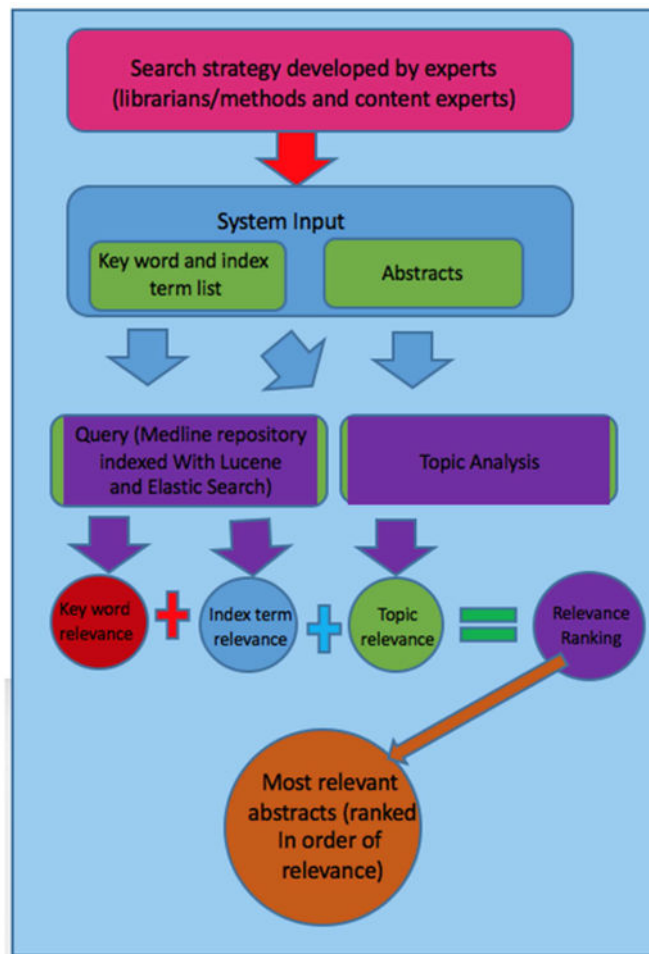 Search strategy developed by experts
(librarians/methods and content experts)
System Input
Key word and index
term list
Abstracts
Query (Medline repository
indexed With Lucene
and Elastic Search)
Topic Analysis
Key word
relevance
+
Index term
relevance
+
Topic
relevance
=
Relevance
Ranking
Most relevant
abstracts (ranked
In order of
relevance)